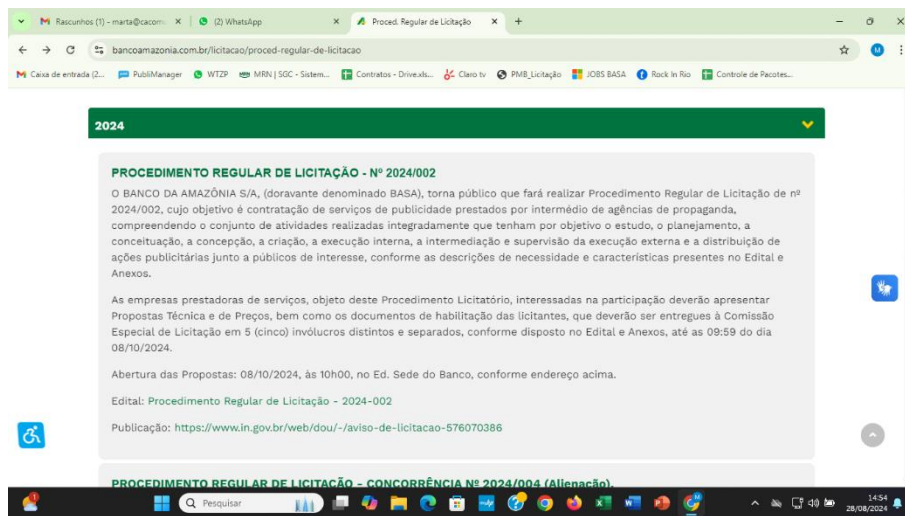 Rascunhos (1) - marta@cacom
(2) WhatsApp
Proced. Regular de Licitação
bancoamazonia.com.br/licitacao/proced-regular-de-licitacao
M
Caixa de entrada (2...
PubliManager
WTZP
MRN | SGC - Sistem...
Contratos - Drive.xls...
Claro tv
PMB_Licitação
JOBS BASA
Rock In Rio
Controle de Pacotes...
2024
PROCEDIMENTO REGULAR DE LICITAÇÃO - Nº 2024/002
O BANCO DA AMAZÔNIA S/A, (doravante denominado BASA), torna público que fará realizar Procedimento Regular de Licitação de nº
2024/002, cujo objetivo é contratação de serviços de publicidade prestados por intermédio de agências de propaganda,
compreendendo o conjunto de atividades realizadas integradamente que tenham por objetivo o estudo, o planejamento, a
conceituação, a concepção, a criação, a execução interna, a intermediação e supervisão da execução externa e a distribuição de
ações publicitárias junto a públicos de interesse, conforme as descrições de necessidade e características presentes no Edital e
Anexos.
As empresas prestadoras de serviços, objeto deste Procedimento Licitatório, interessadas na participação deverão apresentar
Propostas Técnica e de Preços, bem como os documentos de habilitação das licitantes, que deverão ser entregues à Comissão
Especial de Licitação em 5 (cinco) invólucros distintos e separados, conforme disposto no Edital e Anexos, até as 09:59 do dia
08/10/2024.
Abertura das Propostas: 08/10/2024, às 10h00, no Ed. Sede do Banco, conforme endereço acima.
Edital: Procedimento Regular de Licitação - 2024-002
Publicação: https://www.in.gov.br/web/dou/-/aviso-de-licitacao-576070386
PROCEDIMENTO REGULAR DE LICITAÇÃO - CONCORRÊNCIA Nº 2024/004 (Alienação).
Pesquisar
14:54
28/08/2024